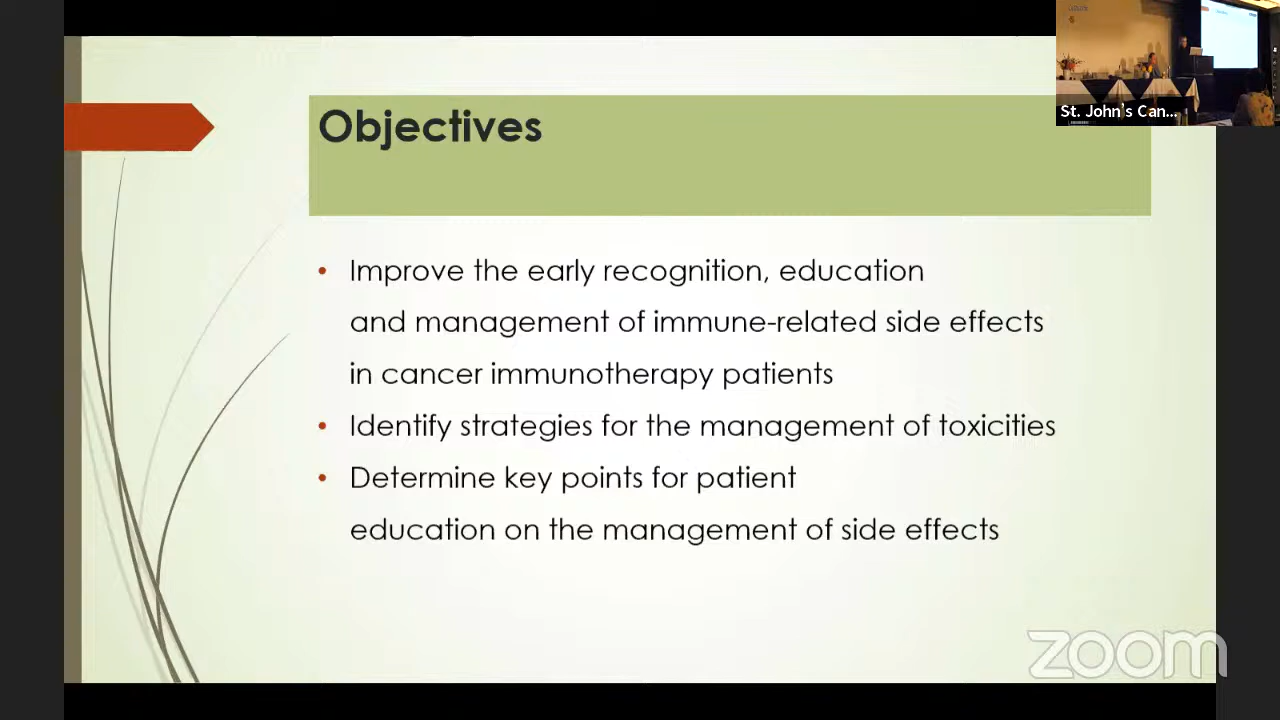 Objectives
• Improve the early recognition, education
and management of immune-related side effects
in cancer immunotherapy patients
• Identify strategies for the management of toxicities
• Determine key points for patient
education on the management of side effects
St. John's Can...
zoom